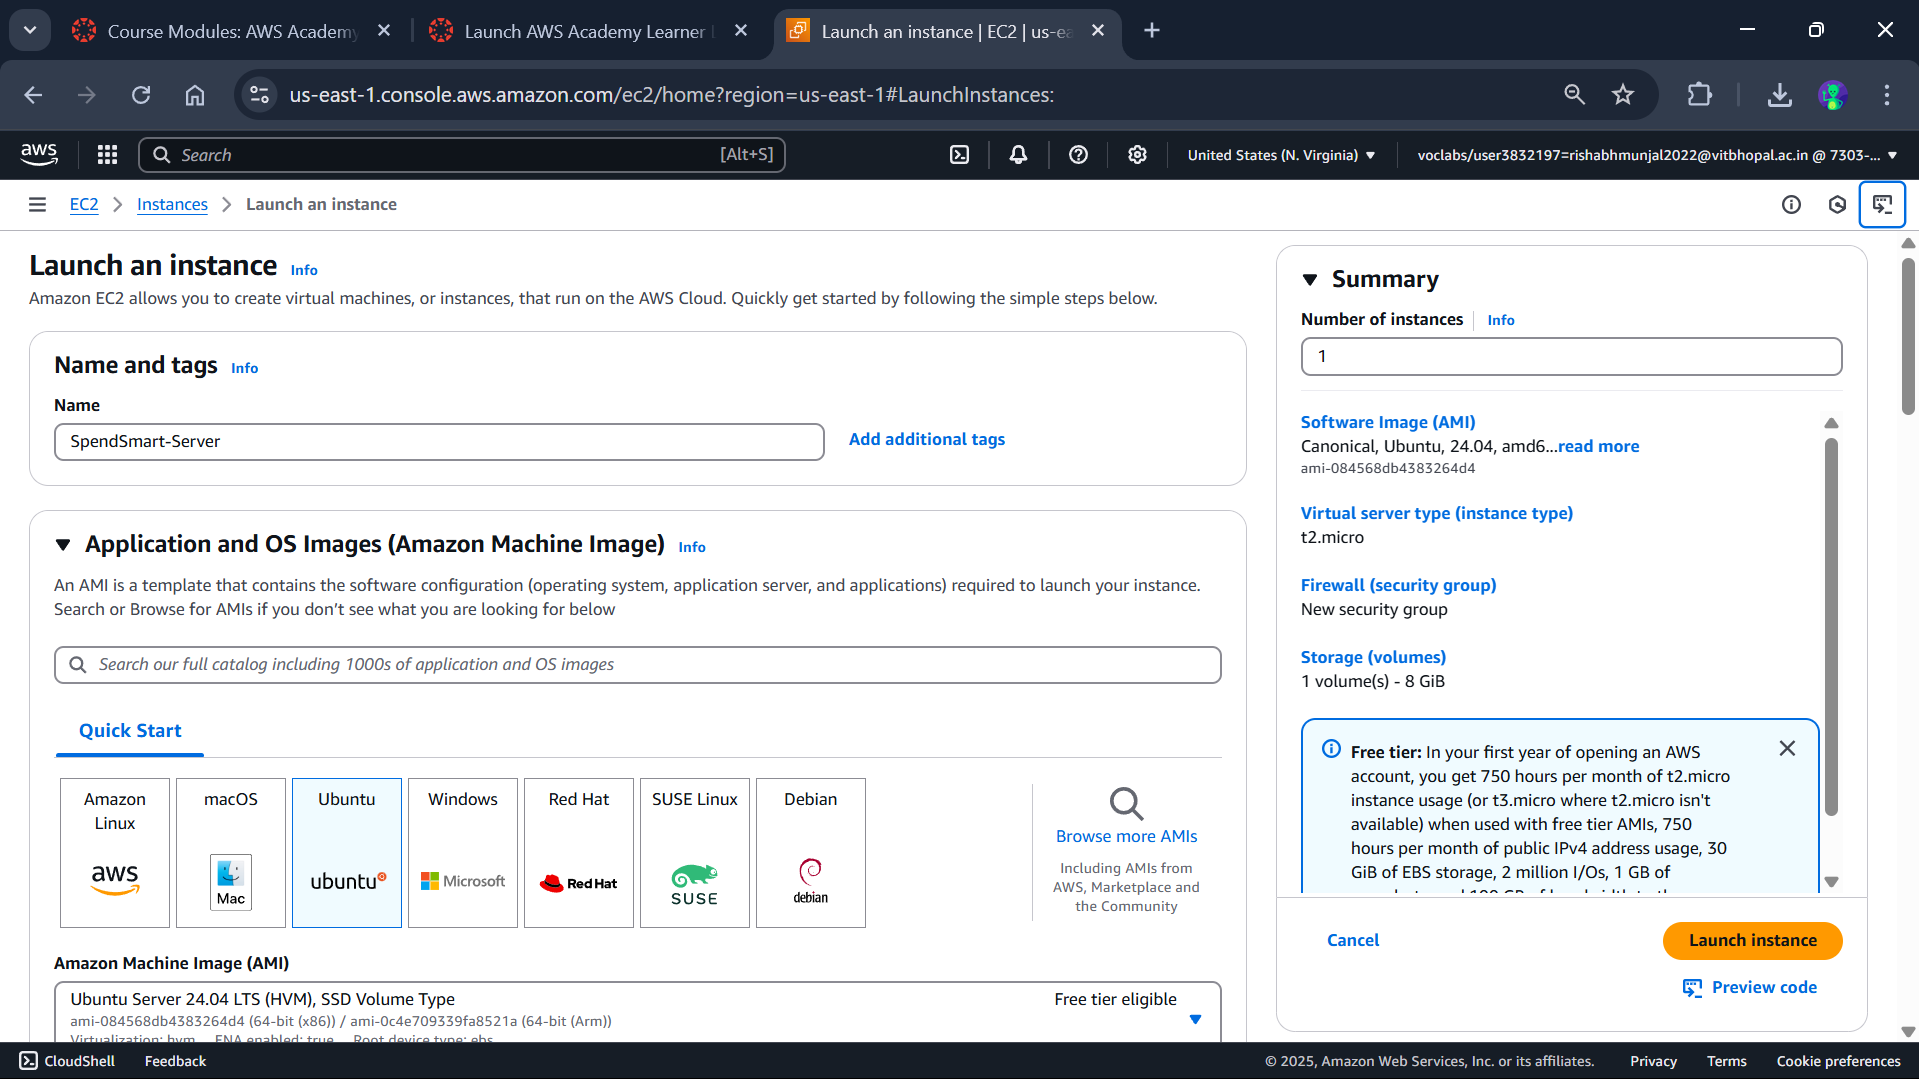 Course Modules: AWS Academy
Launch AWS Academy Learner L
Launch an instance | EC2 | us-ea
us-east-1.console.aws.amazon.com/ec2/home?region=us-east-1#LaunchInstances:
aws
Search
[Alt+S]
United States (N. Virginia)
voclabs/user3832197=rishabhmunjal2022@vitbhopal.ac.in @ 7303-...
EC2
Instances
Launch an instance
Launch an instance Info
Amazon EC2 allows you to create virtual machines, or instances, that run on the AWS Cloud. Quickly get started by following the simple steps below.
Name and tags Info
Name
SpendSmart-Server
Add additional tags
Application and OS Images (Amazon Machine Image) Info
An AMI is a template that contains the software configuration (operating system, application server, and applications) required to launch your instance.
Search or Browse for AMIs if you don't see what you are looking for below
Search our full catalog including 1000s of application and OS images
Quick Start
Amazon
Linux
aws
macOS
Mac
Ubuntu
ubuntu
Windows
Microsoft
Red Hat
Red Hat
SUSE Linux
SUSE
Debian
debian
Browse more AMIs
Including AMIs from
AWS, Marketplace and
the Community
Amazon Machine Image (AMI)
Ubuntu Server 24.04 LTS (HVM), SSD Volume Type
Free tier eligible
ami-084568db4383264d4 (64-bit (x86)) / ami-0c4e709339fa8521a (64-bit (Arm))
Virtualization: hvm ENA enabled: true Root device type: ebs
Summary
Number of instances Info
1
Software Image (AMI)
Canonical, Ubuntu, 24.04, amd6...read more
ami-084568db4383264d4
Virtual server type (instance type)
t2.micro
Firewall (security group)
New security group
Storage (volumes)
1 volume(s) - 8 GiB
Free tier: In your first year of opening an AWS
account, you get 750 hours per month of t2.micro
instance usage (or t3.micro where t2.micro isn't
available) when used with free tier AMIs, 750
hours per month of public IPv4 address usage, 30
GiB of EBS storage, 2 million I/Os, 1 GB of
Cancel
Launch instance
Preview code
CloudShell
Feedback
© 2025, Amazon Web Services, Inc. or its affiliates.
Privacy
Terms
Cookie preferences